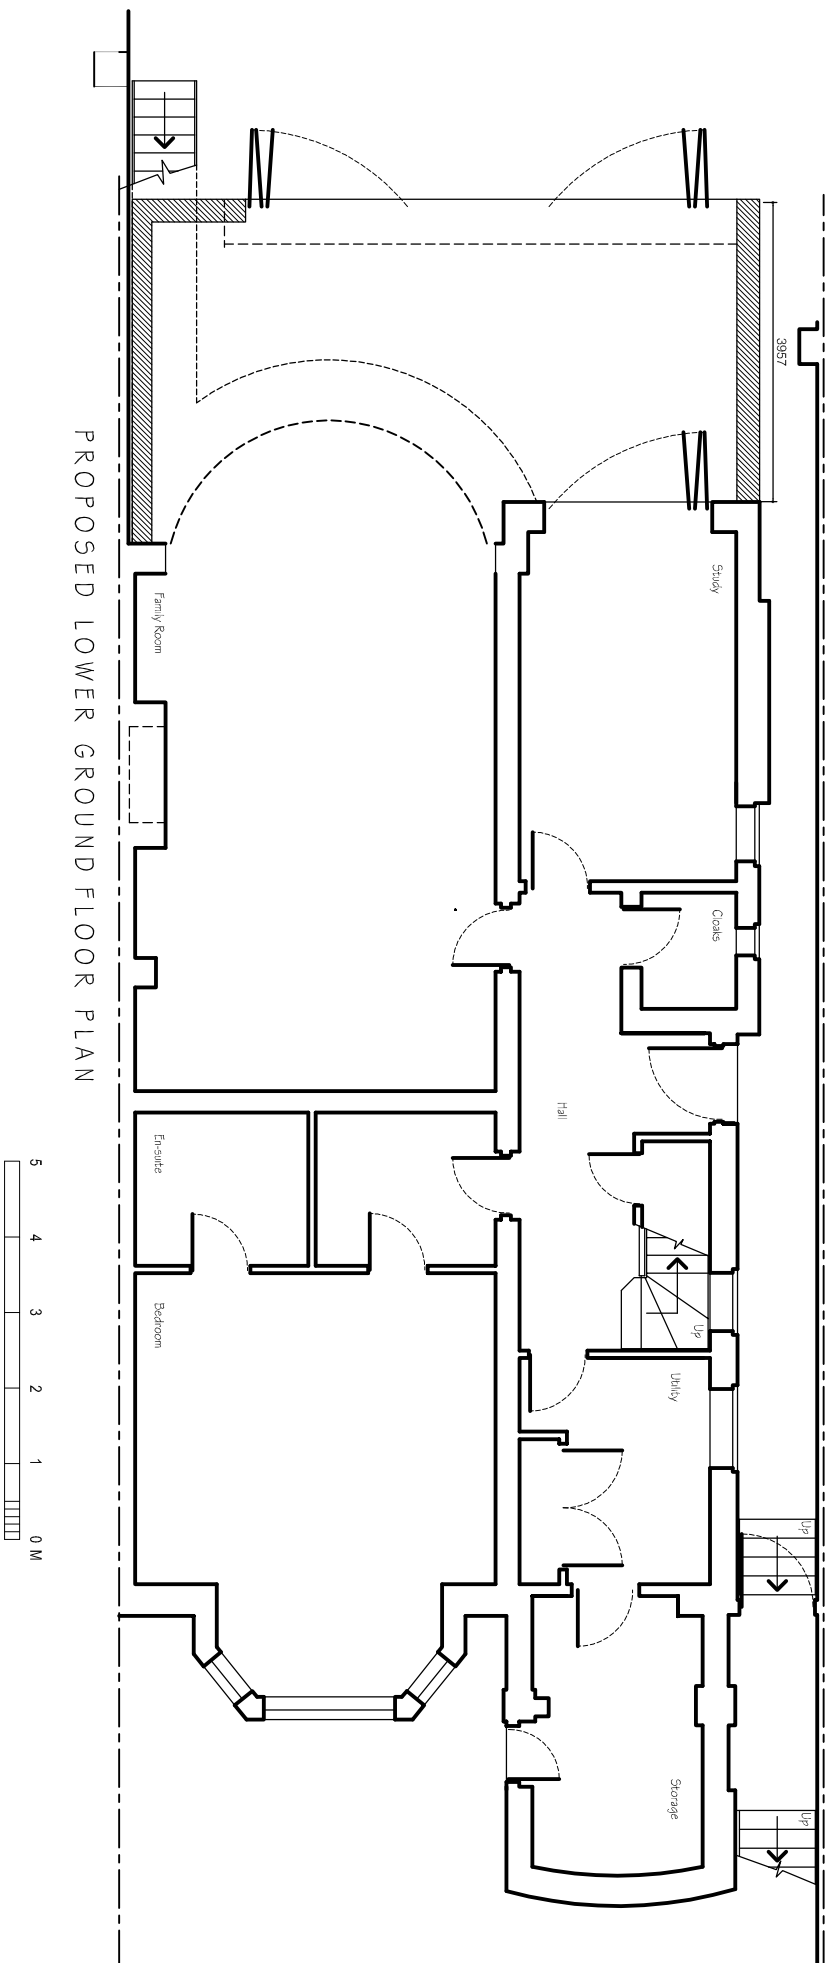 3957
Study
Family Room
Cloaks
Hall
En-suite
Bedroom
Up
Utility
Up
Storage
Up
PROPOSED LOWER GROUND FLOOR PLAN
5 4 3 2 1 0 M